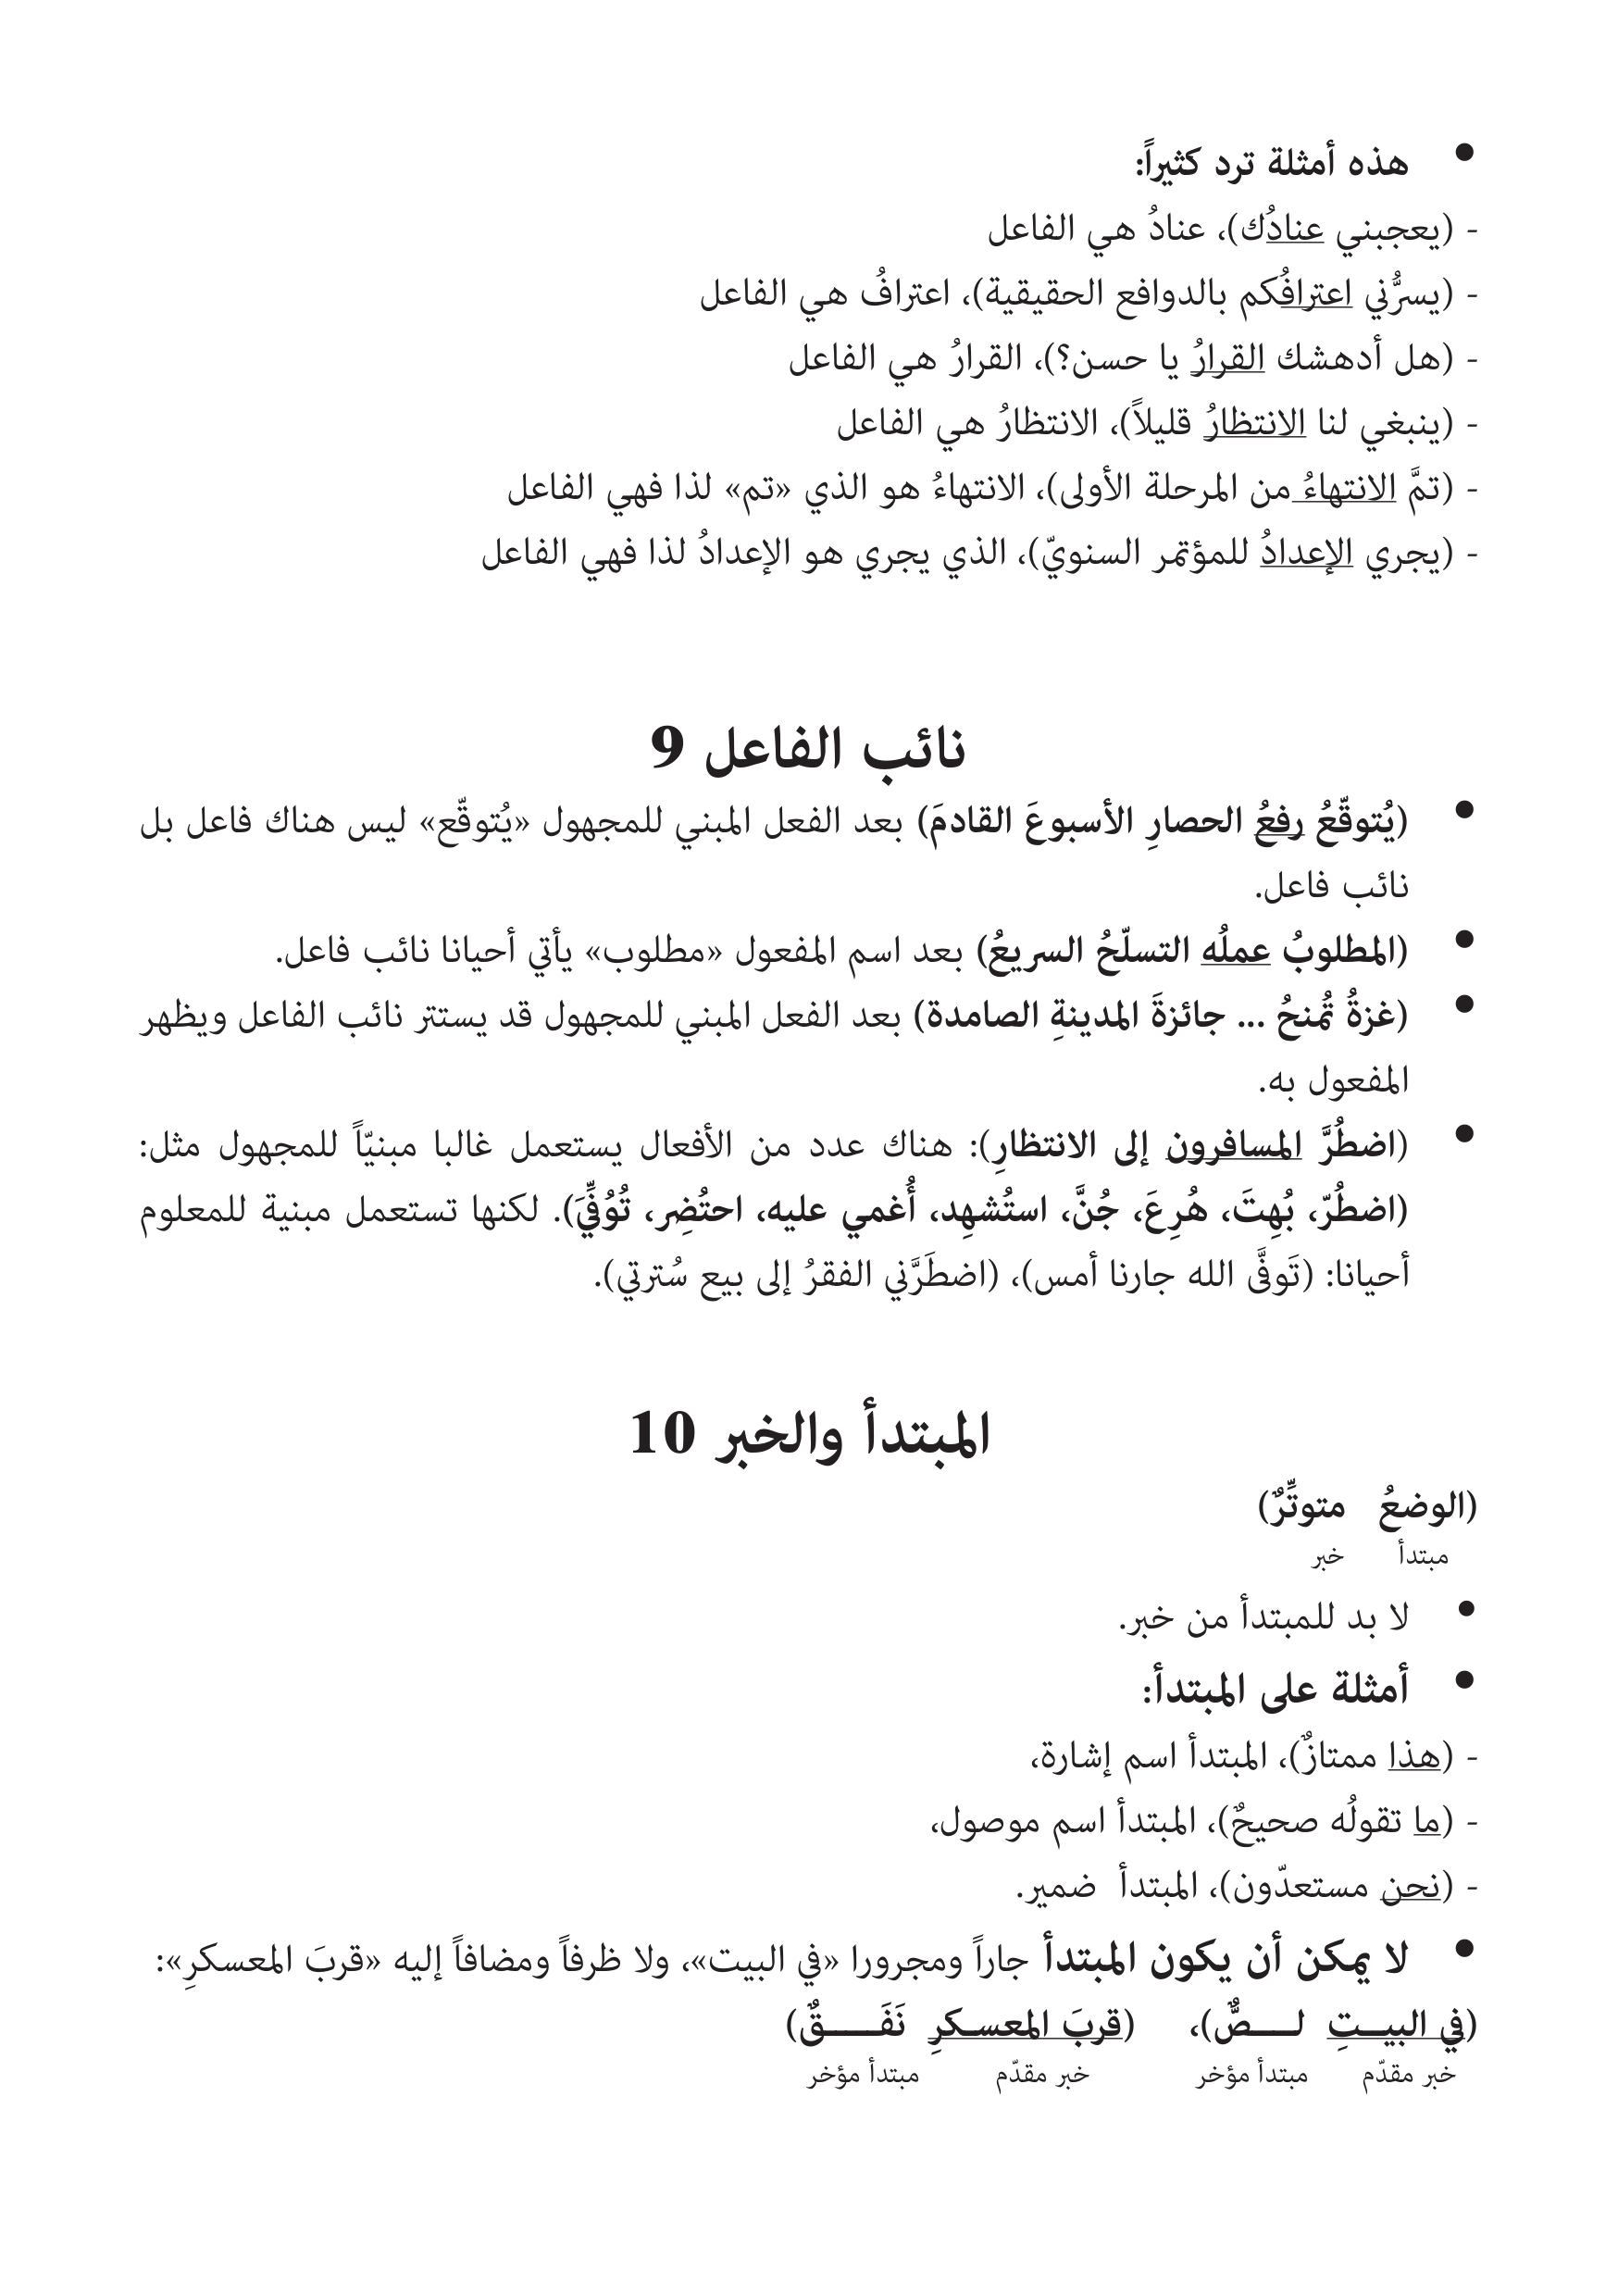 • هذه أمثلة ترد كثيراً:
- (يعجبني عنادُك)، عنادُ هي الفاعل
- (يسرُّني اعترافُكم بالدوافع الحقيقية)، اعترافُ هي الفاعل
- (هل أدهشك القرارُ يا حسن؟)، القرارُ هي الفاعل
- (ينبغي لنا الانتظارُ قليلاً)، الانتظارُ هي الفاعل
- (تمَّ الانتهاءُ من المرحلة الأولى)، الانتهاءُ هو الذي «تم» لذا فهي الفاعل
- (يجري الإعدادُ للمؤتمر السنويّ)، الذي يجري هو الإعدادُ لذا فهي الفاعل
نائب الفاعل 9
• (يُتوقّعُ رفعُ الحصارِ الأسبوعَ القادمَ) بعد الفعل المبني للمجهول «يُتوقّع» ليس هناك فاعل بل
نائب فاعل.
• (المطلوبُ عملُه التسلّحُ السريعُ) بعد اسم المفعول «مطلوب» يأتي أحيانا نائب فاعل.
• (غزةُ تُمنحُ ... جائزةَ المدينةِ الصامدة) بعد الفعل المبني للمجهول قد يستتر نائب الفاعل ويظهر
المفعول به.
• (اضطُرَّ المسافرون إلى الانتظارِ): هناك عدد من الأفعال يستعمل غالبا مبنيّاً للمجهول مثل:
(اضطُرّ، بُهِتَ، هُرِعَ، جُنَّ، استُشهِد، أُغمي عليه، احتُضِر، تُوُفِّيَ). لكنها تستعمل مبنية للمعلوم
أحيانا: (تَوفَّى الله جارنا أمس)، (اضطَرَّني الفقرُ إلى بيع سُترتي).
المبتدأ والخبر 10
(الوضعُ متوتِّرٌ)
مبتدأ خبر
• لا بد للمبتدأ من خبر.
• أمثلة على المبتدأ:
- (هذا ممتازٌ)، المبتدأ اسم إشارة،
- (ما تقولُه صحيحٌ)، المبتدأ اسم موصول،
- (نحن مستعدّون)، المبتدأ ضمير.
• لا يمكن أن يكون المبتدأ جاراً ومجرورا «في البيت»، ولا ظرفاً ومضافاً إليه «قربَ المعسكرِ»:
(في البيـــتِ لـــــصٌّ)، (قربَ المعسـكرِ نَفَـــــقٌ)
خبر مقدّم مبتدأ مؤخر خبر مقدّم مبتدأ مؤخر